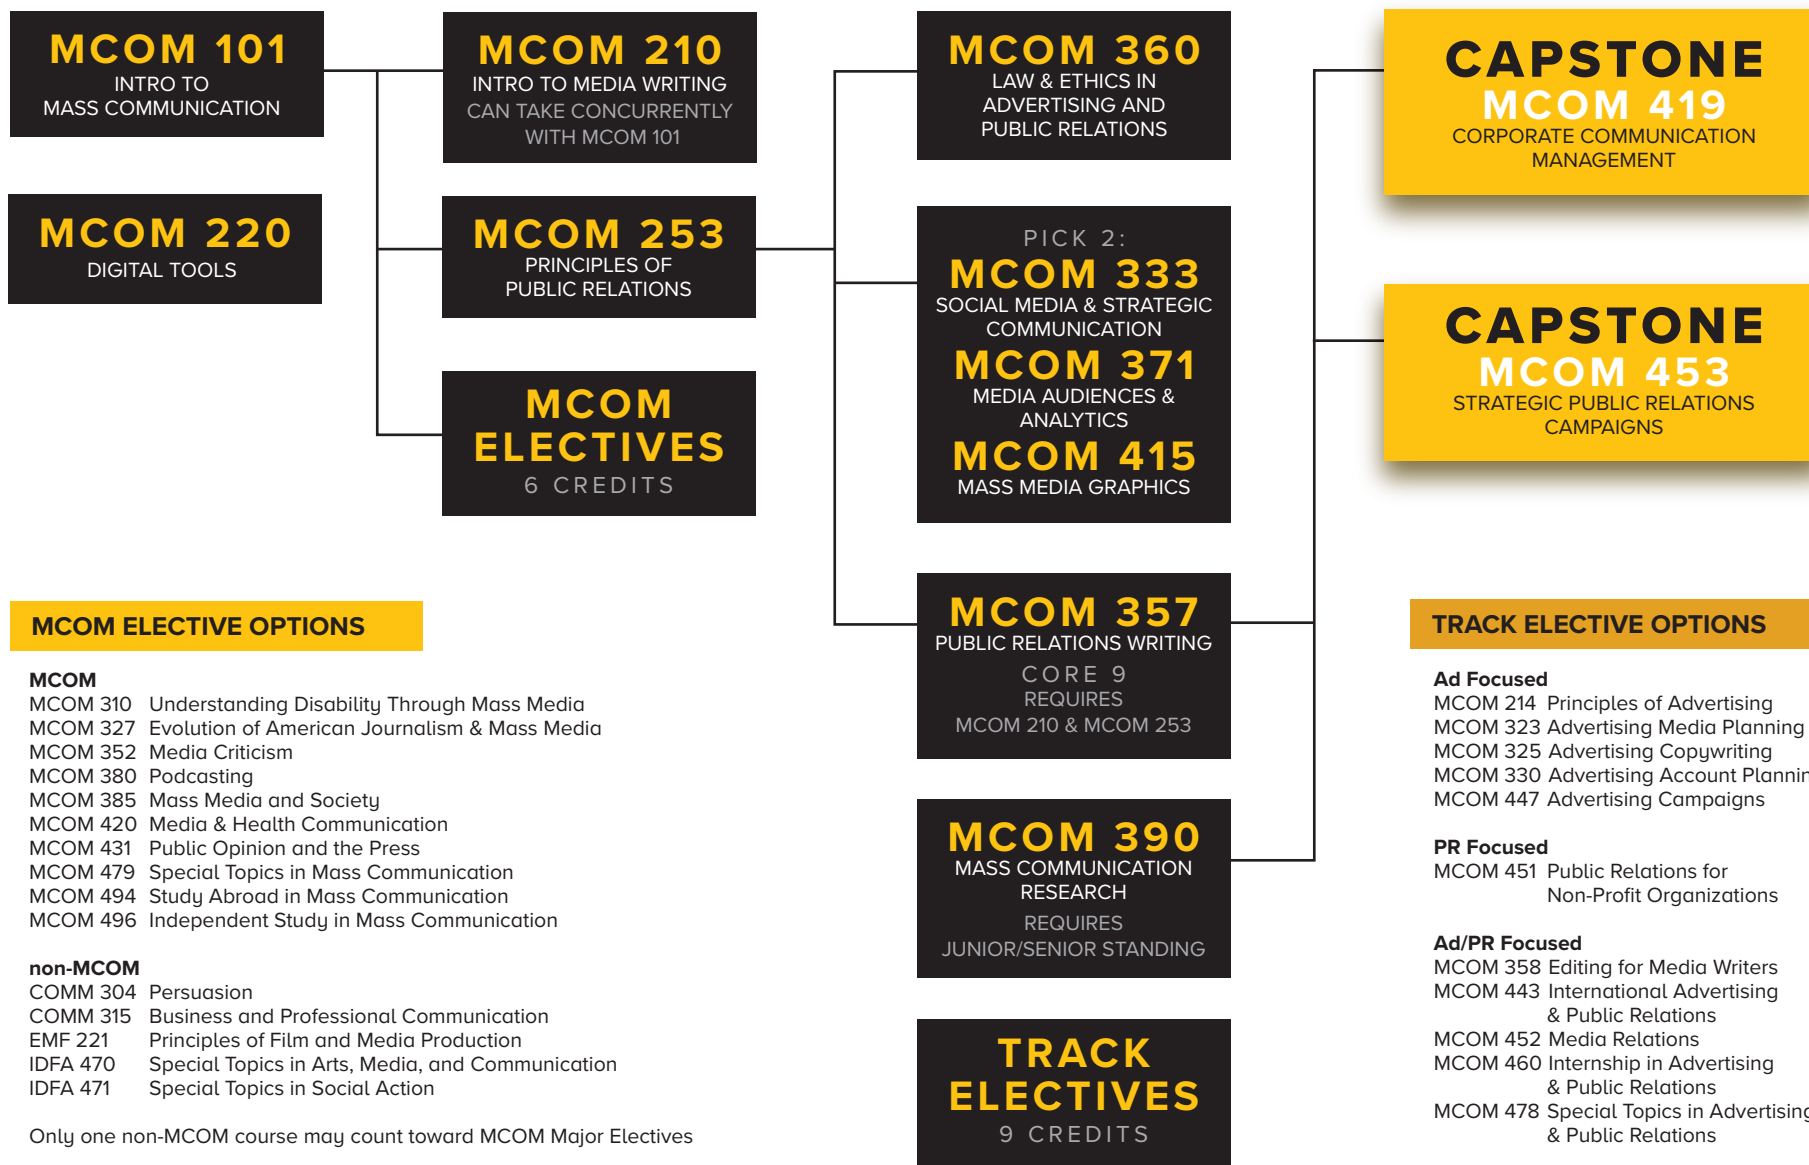 MCOM 101
INTRO TO
MASS COMMUNICATION
MCOM 220
DIGITAL TOOLS
MCOM 210
INTRO TO MEDIA WRITING
CAN TAKE CONCURRENTLY
WITH MCOM 101
MCOM 253
PRINCIPLES OF
PUBLIC RELATIONS
MCOM
ELECTIVES
6 CREDITS
MCOM 360
LAW & ETHICS IN
ADVERTISING AND
PUBLIC RELATIONS
PICK 2:
MCOM 333
SOCIAL MEDIA & STRATEGIC
COMMUNICATION
MCOM 371
MEDIA AUDIENCES &
ANALYTICS
MCOM 415
MASS MEDIA GRAPHICS
MCOM 357
PUBLIC RELATIONS WRITING
CORE 9
REQUIRES
MCOM 210 & MCOM 253
MCOM 390
MASS COMMUNICATION
RESEARCH
REQUIRES
JUNIOR/SENIOR STANDING
TRACK
ELECTIVES
9 CREDITS
CAPSTONE
MCOM 419
CORPORATE COMMUNICATION
MANAGEMENT
CAPSTONE
MCOM 453
STRATEGIC PUBLIC RELATIONS
CAMPAIGNS
MCOM ELECTIVE OPTIONS
MCOM
MCOM 310 Understanding Disability Through Mass Media
MCOM 327 Evolution of American Journalism & Mass Media
MCOM 352 Media Criticism
MCOM 380 Podcasting
MCOM 385 Mass Media and Society
MCOM 420 Media & Health Communication
MCOM 431 Public Opinion and the Press
MCOM 479 Special Topics in Mass Communication
MCOM 494 Study Abroad in Mass Communication
MCOM 496 Independent Study in Mass Communication
non-MCOM
COMM 304 Persuasion
COMM 315 Business and Professional Communication
EMF 221 Principles of Film and Media Production
IDFA 470 Special Topics in Arts, Media, and Communication
IDFA 471 Special Topics in Social Action
Only one non-MCOM course may count toward MCOM Major Electives
TRACK ELECTIVE OPTIONS
Ad Focused
MCOM 214 Principles of Advertising
MCOM 323 Advertising Media Planning
MCOM 325 Advertising Copywriting
MCOM 330 Advertising Account Plannin
MCOM 447 Advertising Campaigns
PR Focused
MCOM 451 Public Relations for
Non-Profit Organizations
Ad/PR Focused
MCOM 358 Editing for Media Writers
MCOM 443 International Advertising
& Public Relations
MCOM 452 Media Relations
MCOM 460 Internship in Advertising
& Public Relations
MCOM 478 Special Topics in Advertising
& Public Relations